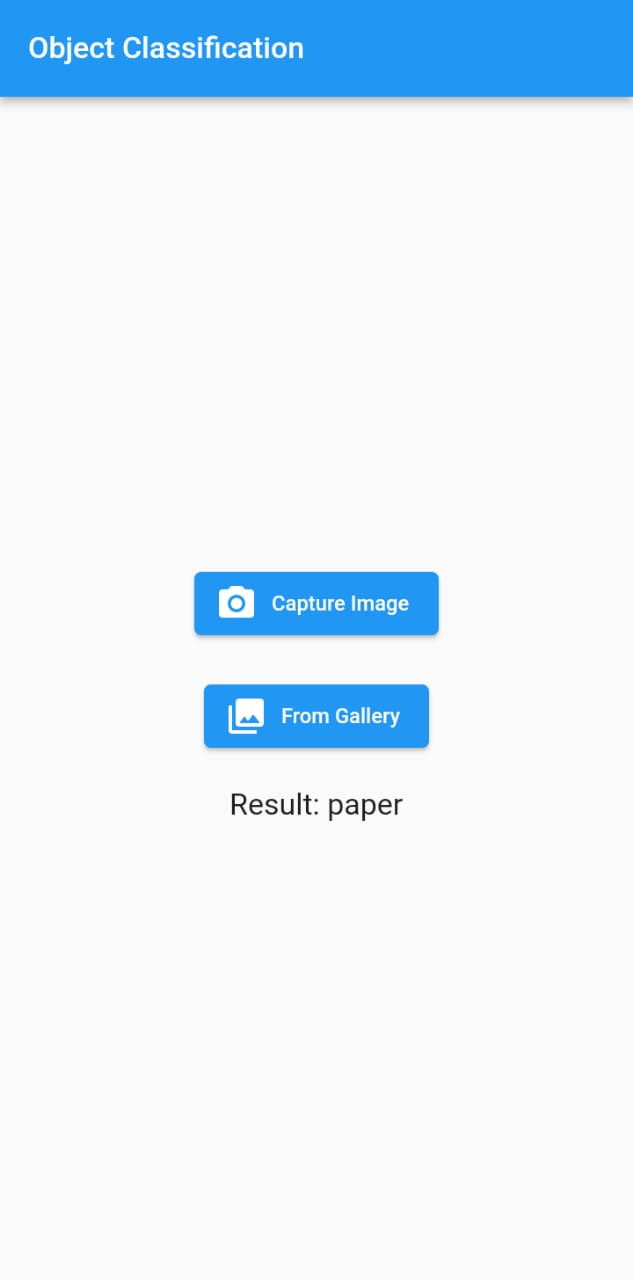 Object Classification
Capture Image
From Gallery
Result: paper